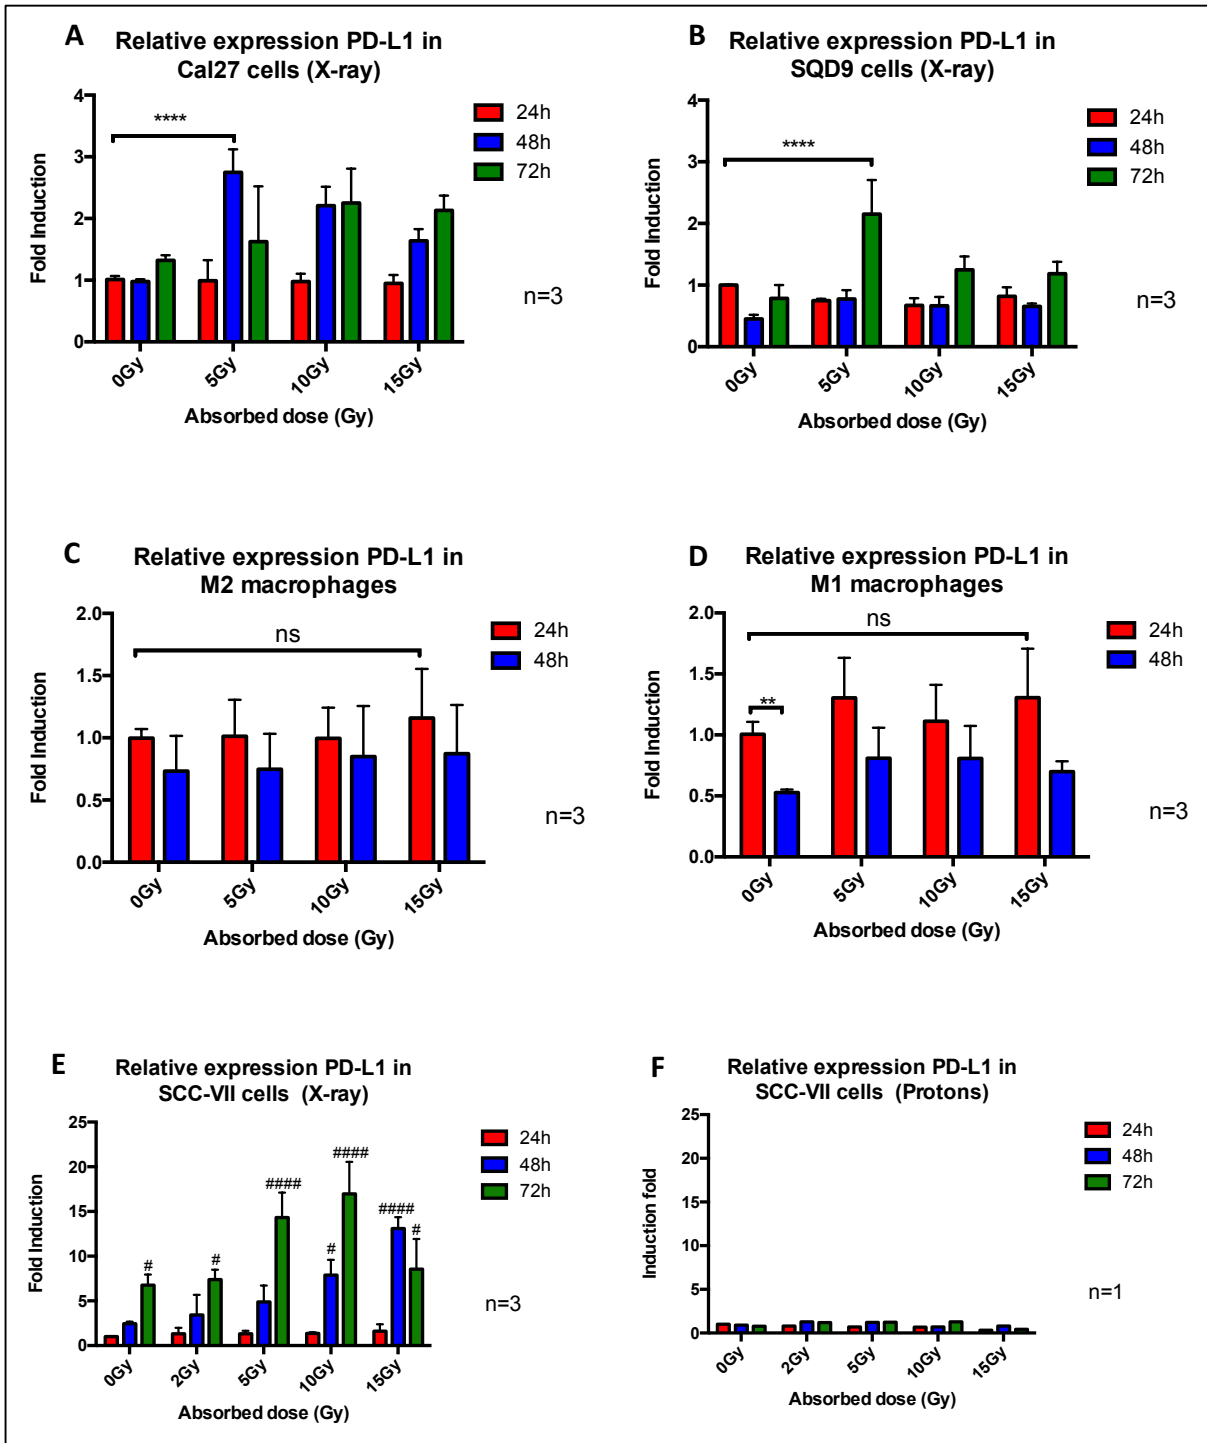 A
Relative expression PD-L1 in
Cal27 cells (X-ray)
4
3
2
1
0
Fold Induction
****
24h
48h
72h
n=3
0Gy
5Gy
10Gy
15Gy
Absorbed dose (Gy)
B
Relative expression PD-L1 in
SQD9 cells (X-ray)
4
3
2
1
0
Fold Induction
****
24h
48h
72h
n=3
0Gy
5Gy
10Gy
15Gy
Absorbed dose (Gy)
C
Relative expression PD-L1 in
M2 macrophages
2.0
1.5
1.0
0.5
0.0
Fold Induction
ns
24h
48h
n=3
0Gy
5Gy
10Gy
15Gy
Absorbed dose (Gy)
D
Relative expression PD-L1 in
M1 macrophages
2.0
1.5
1.0
0.5
0.0
Fold Induction
ns
**
24h
48h
n=3
0Gy
5Gy
10Gy
15Gy
Absorbed dose (Gy)
E
Relative expression PD-L1 in
SCC-VII cells (X-ray)
25
20
15
10
5
0
Fold Induction
#
#
####
#
####
####
#
24h
48h
72h
n=3
0Gy
2Gy
5Gy
10Gy
15Gy
Absorbed dose (Gy)
F
Relative expression PD-L1 in
SCC-VII cells (Protons)
25
20
15
10
5
0
Induction fold
24h
48h
72h
n=1
0Gy
2Gy
5Gy
10Gy
15Gy
Absorbed dose (Gy)